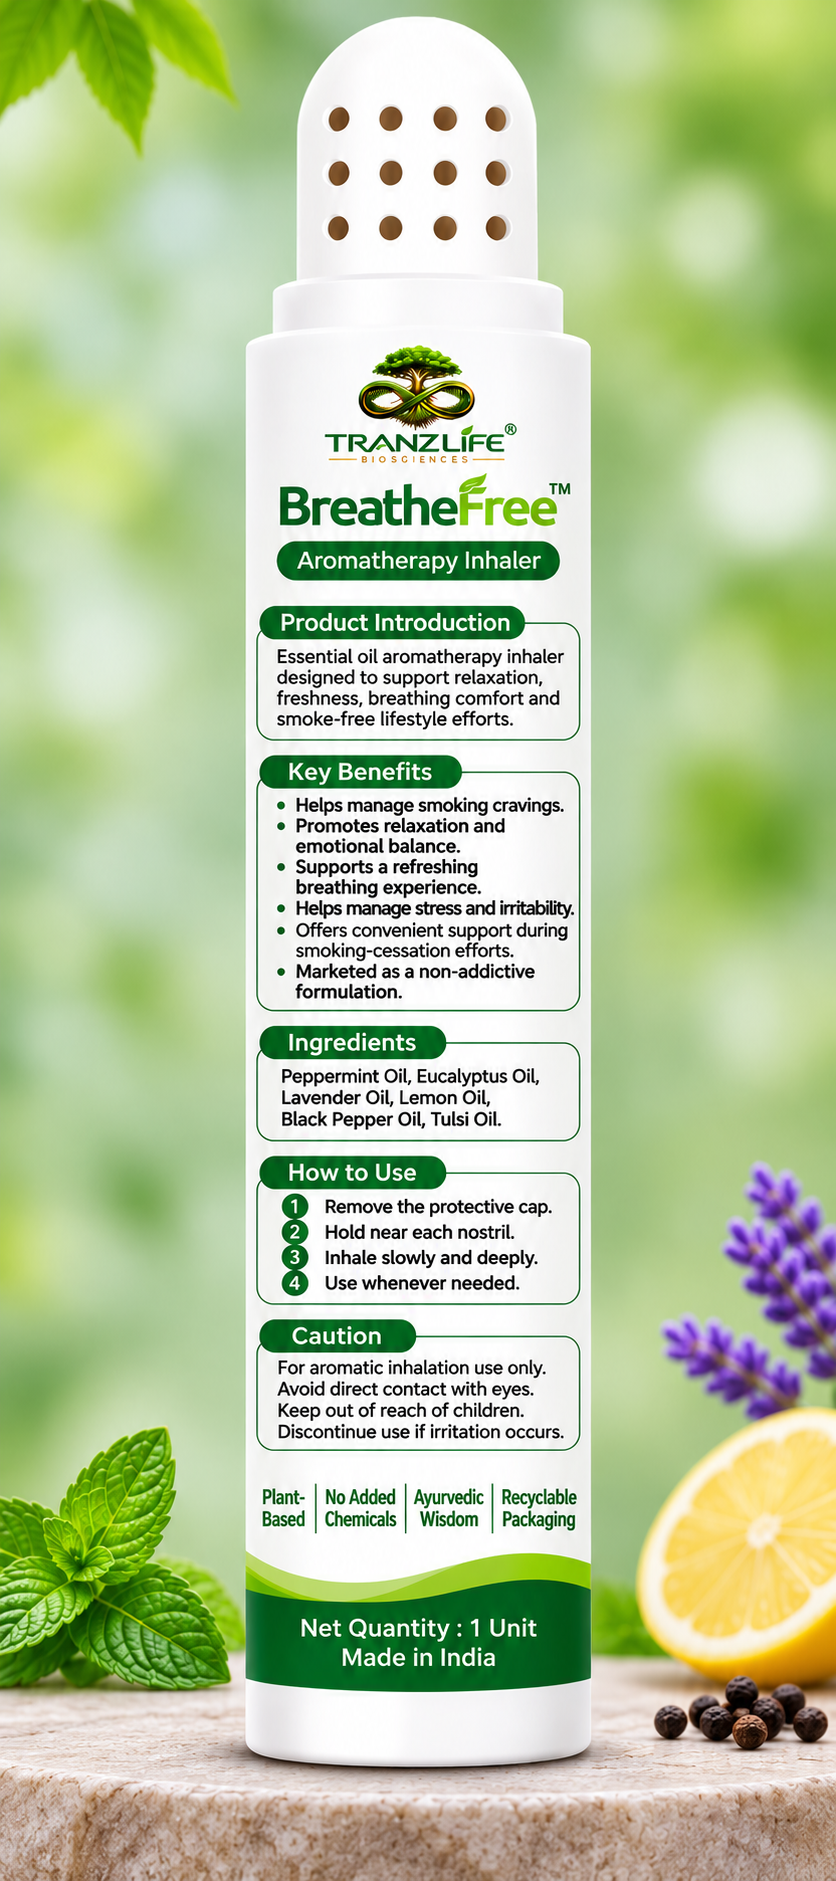 TRANZLIFE®
BIOSCIENCES
BreatheFree™
Aromatherapy Inhaler
Product Introduction
Essential oil aromatherapy inhaler
designed to support relaxation,
freshness, breathing comfort and
smoke-free lifestyle efforts.
Key Benefits
• Helps manage smoking cravings.
• Promotes relaxation and
emotional balance.
• Supports a refreshing
breathing experience.
• Helps manage stress and irritability.
• Offers convenient support during
smoking-cessation efforts.
• Marketed as a non-addictive
formulation.
Ingredients
Peppermint Oil, Eucalyptus Oil,
Lavender Oil, Lemon Oil,
Black Pepper Oil, Tulsi Oil.
How to Use
1 Remove the protective cap.
2 Hold near each nostril.
3 Inhale slowly and deeply.
4 Use whenever needed.
Caution
For aromatic inhalation use only.
Avoid direct contact with eyes.
Keep out of reach of children.
Discontinue use if irritation occurs.
Plant-
Based
No Added
Chemicals
Ayurvedic
Wisdom
Recyclable
Packaging
Net Quantity : 1 Unit
Made in India